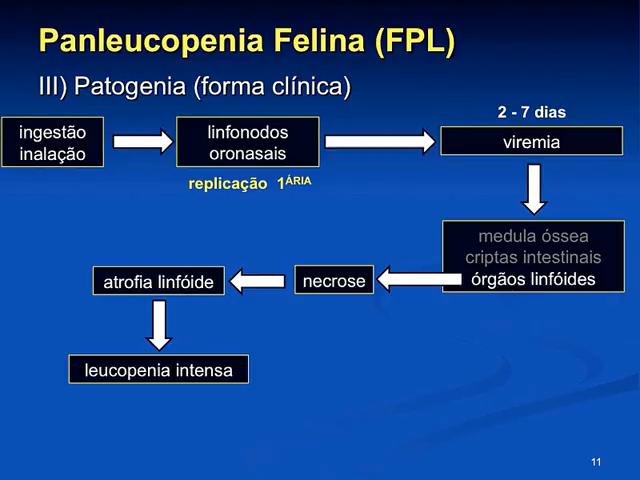 Panleucopenia Felina (FPL)
III) Patogenia (forma clínica)
2 - 7 dias
ingestão
inalação
linfonodos
oronasais
viremia
replicação 1ÁRIA
medula óssea
criptas intestinais
órgãos linfóides
necrose
atrofia linfóide
leucopenia intensa
11